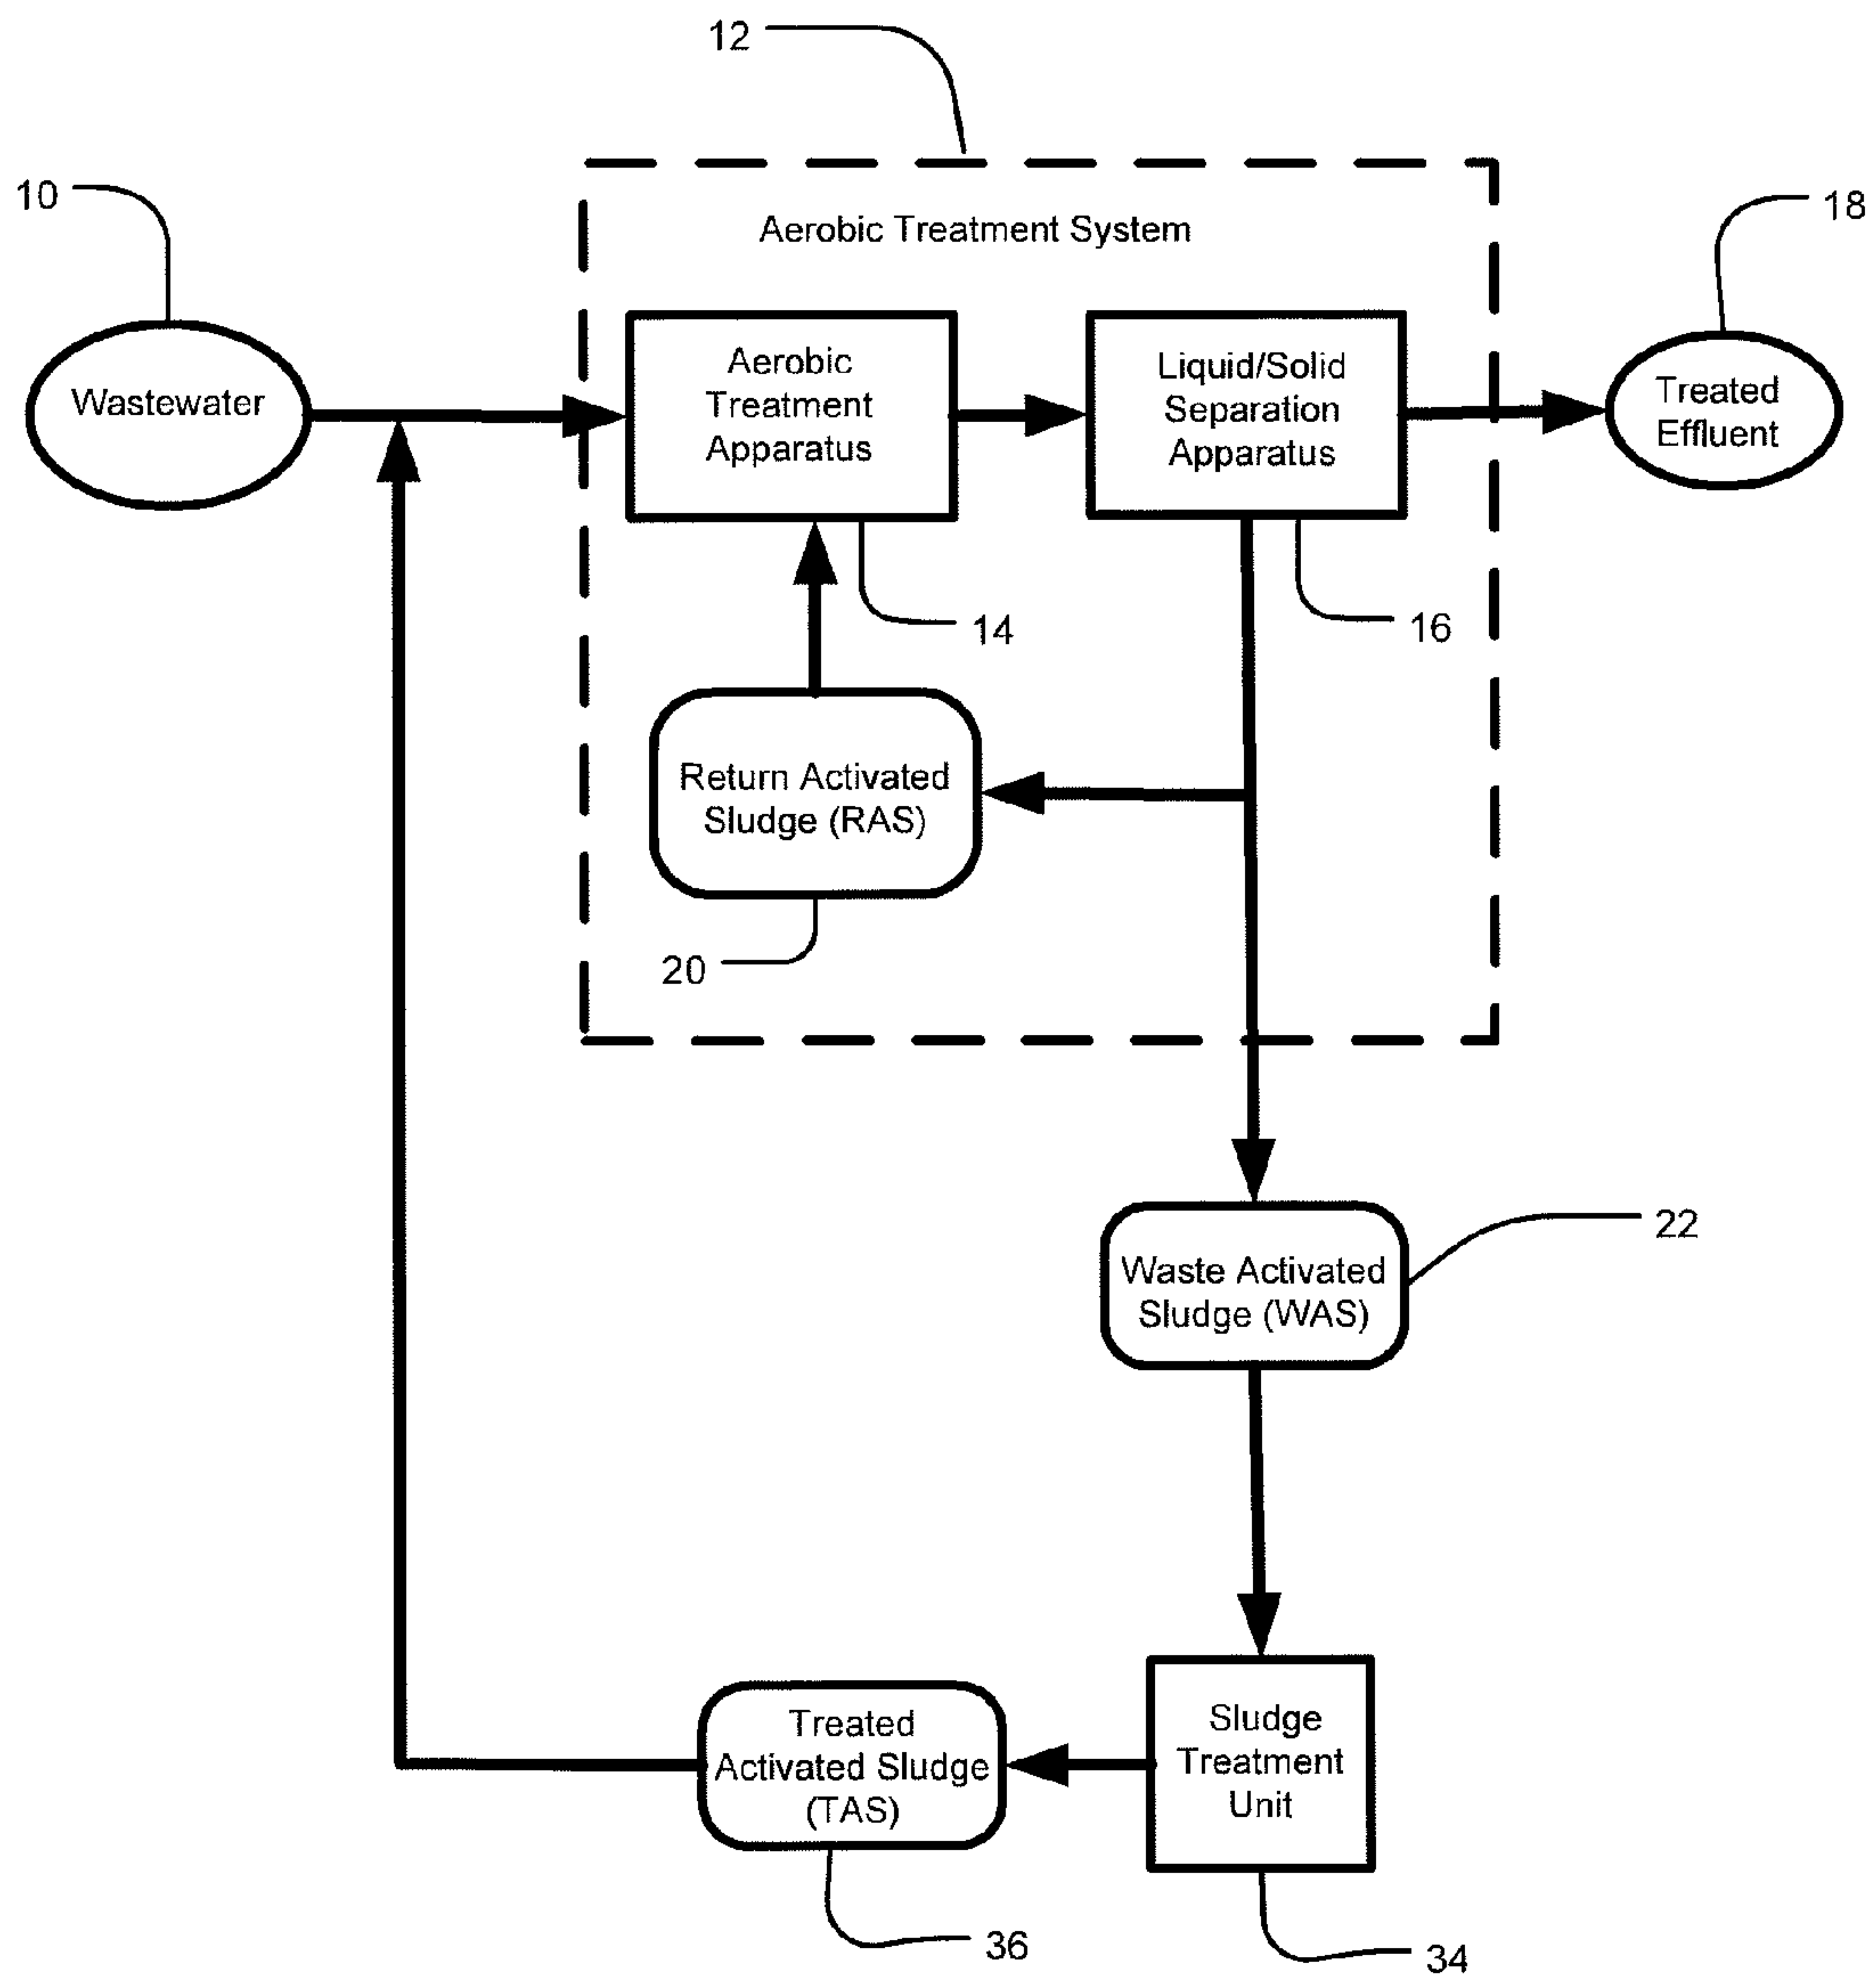 12
10
18
Aerobic Treatment System
Wastewater
Aerobic
Treatment
Apparatus
Liquid/Solid
Separation
Apparatus
Treated
Effluent
14
16
Return Activated
Sludge (RAS)
20
22
Waste Activated
Sludge (WAS)
Treated
Activated Sludge
(TAS)
Sludge
Treatment
Unit
36
34